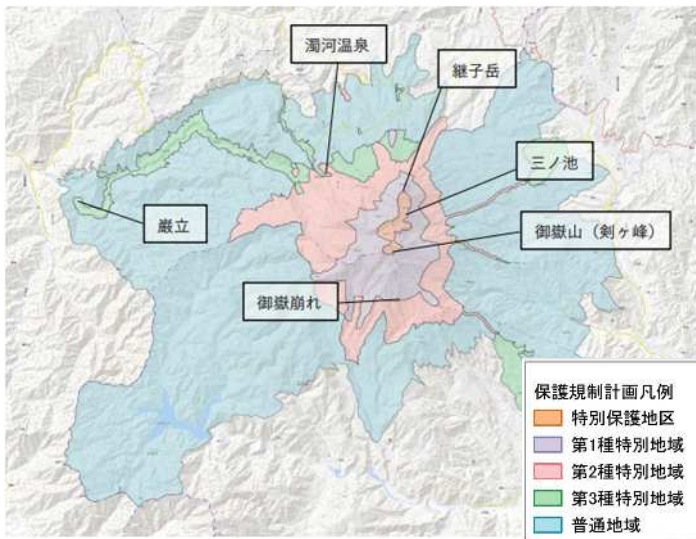 濁河温泉
継子岳
三ノ池
巌立
御嶽山（剣ヶ峰）
御嶽崩れ
保護規制計画凡例
特別保護地区
第1種特別地域
第2種特別地域
第3種特別地域
普通地域